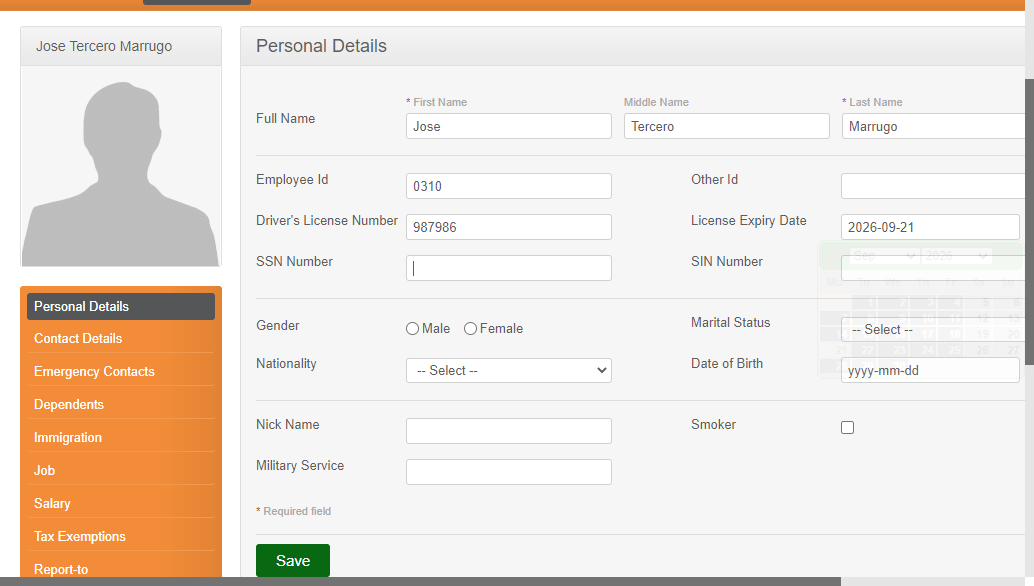 Jose Tercero Marrugo
Personal Details
Full Name
* First Name
Middle Name
* Last Name
Jose
Tercero
Marrugo
Employee Id
0310
Other Id
Driver's License Number
987986
License Expiry Date
2026-09-21
SSN Number
SIN Number
Sep 2026
Gender
Male
Female
Marital Status
-- Select --
Nationality
-- Select --
Date of Birth
yyyy-mm-dd
Nick Name
Smoker
Military Service
* Required field
Save
Personal Details
Contact Details
Emergency Contacts
Dependents
Immigration
Job
Salary
Tax Exemptions
Report-to